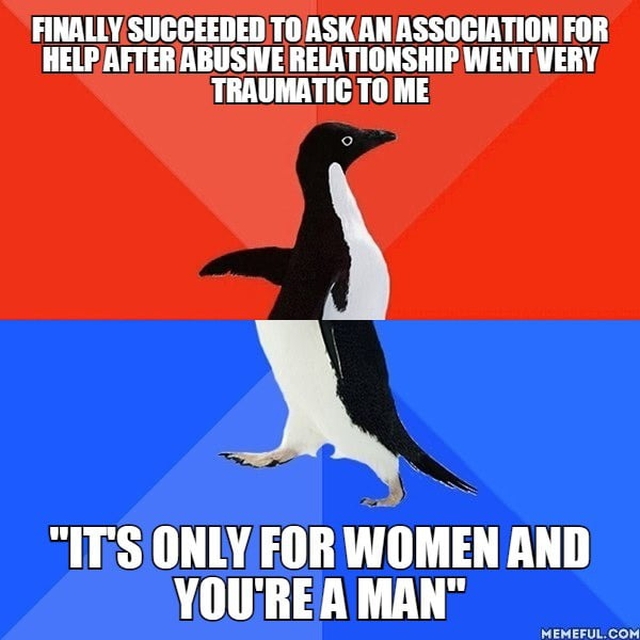 FINALLY SUCCEEDED TO ASK AN ASSOCIATION FOR
HELP AFTER ABUSIVE RELATIONSHIP WENT VERY
TRAUMATIC TO ME
"IT'S ONLY FOR WOMEN AND
YOU'RE A MAN"
MEMEFUL.COM